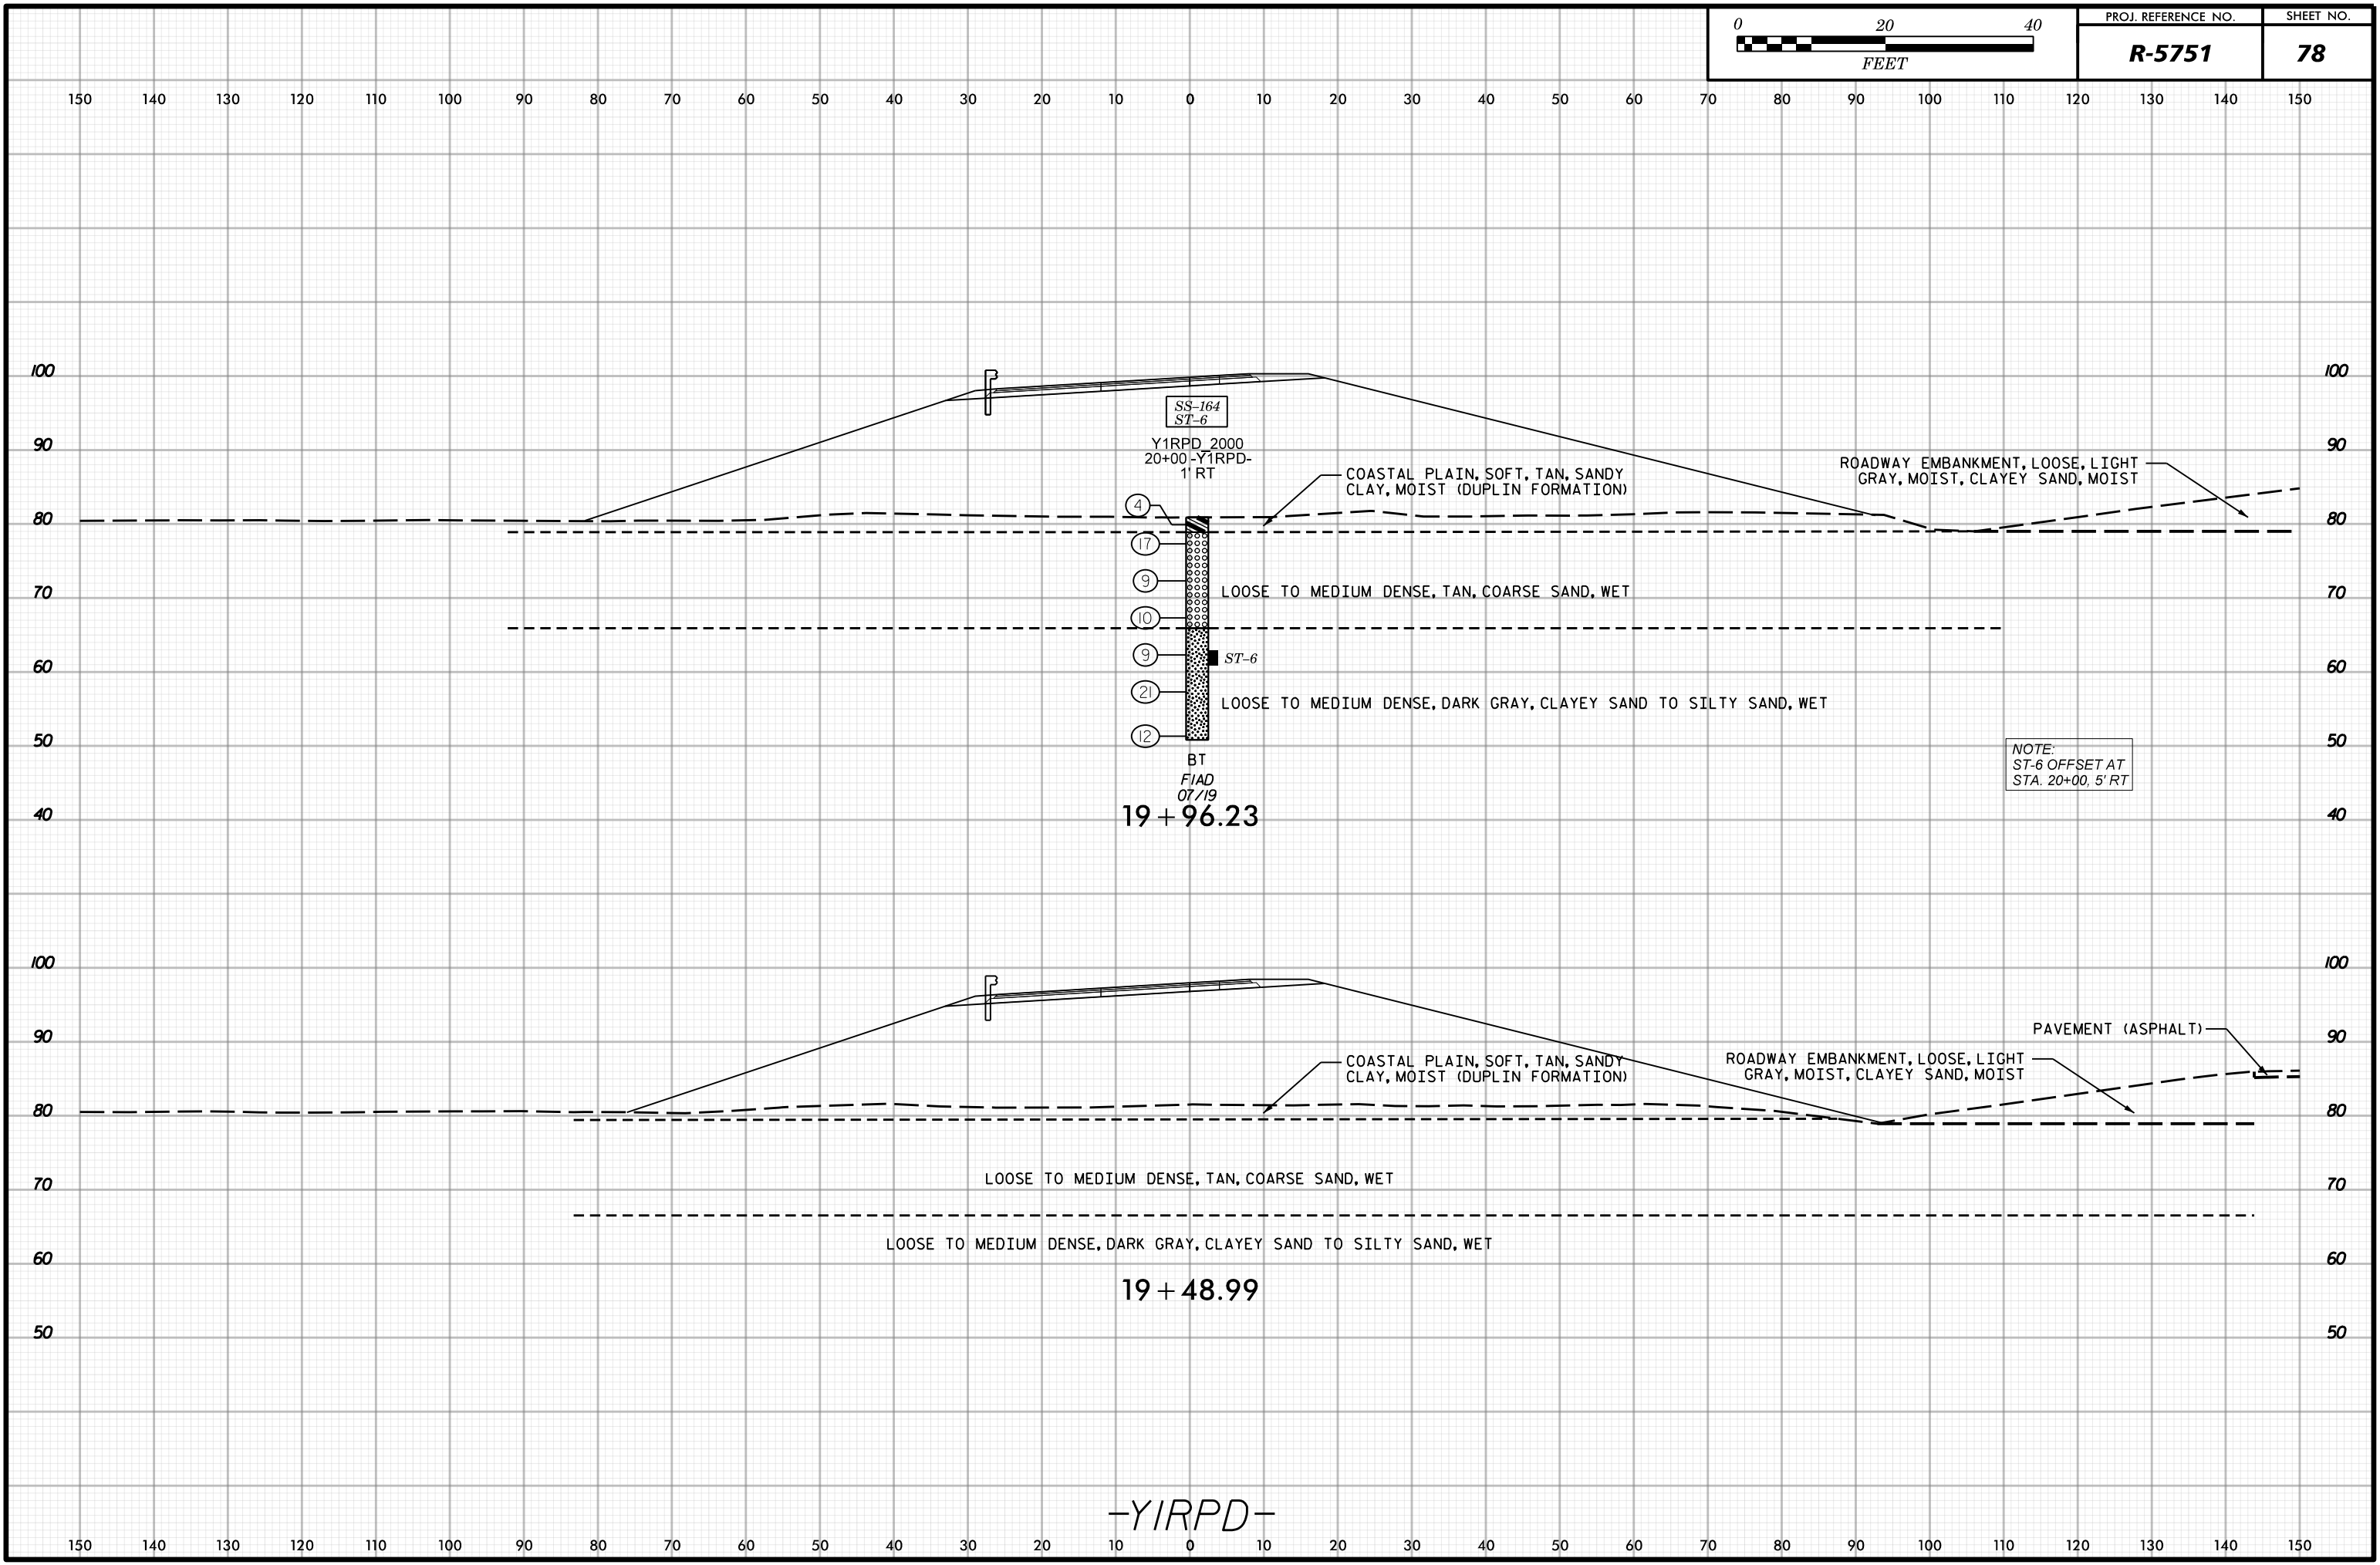 0 20 40
FEET
PROJ. REFERENCE NO.
SHEET NO.
R-5751
78
150 140 130 120 110 100 90 80 70 60 50 40 30 20 10 0 10 20 30 40 50 60 70 80 90 100 110 120 130 140 150
100 100
SS-164
ST-6
90 90
Y1RPD_2000
20+00 -Y1RPD-
1' RT
COASTAL PLAIN, SOFT, TAN, SANDY
CLAY, MOIST (DUPLIN FORMATION)
ROADWAY EMBANKMENT, LOOSE, LIGHT
GRAY, MOIST, CLAYEY SAND, MOIST
4
80 80
17
9
70 70
LOOSE TO MEDIUM DENSE, TAN, COARSE SAND, WET
10
9
ST-6
60 60
21
LOOSE TO MEDIUM DENSE, DARK GRAY, CLAYEY SAND TO SILTY SAND, WET
12
50 50
BT
FIAD
07/19
NOTE:
ST-6 OFFSET AT
STA. 20+00, 5' RT
19+96.23
40 40
100 100
90 90
PAVEMENT (ASPHALT)
COASTAL PLAIN, SOFT, TAN, SANDY
CLAY, MOIST (DUPLIN FORMATION)
ROADWAY EMBANKMENT, LOOSE, LIGHT
GRAY, MOIST, CLAYEY SAND, MOIST
80 80
LOOSE TO MEDIUM DENSE, TAN, COARSE SAND, WET
70 70
LOOSE TO MEDIUM DENSE, DARK GRAY, CLAYEY SAND TO SILTY SAND, WET
60 60
19+48.99
50 50
-Y1RPD-
150 140 130 120 110 100 90 80 70 60 50 40 30 20 10 0 10 20 30 40 50 60 70 80 90 100 110 120 130 140 150